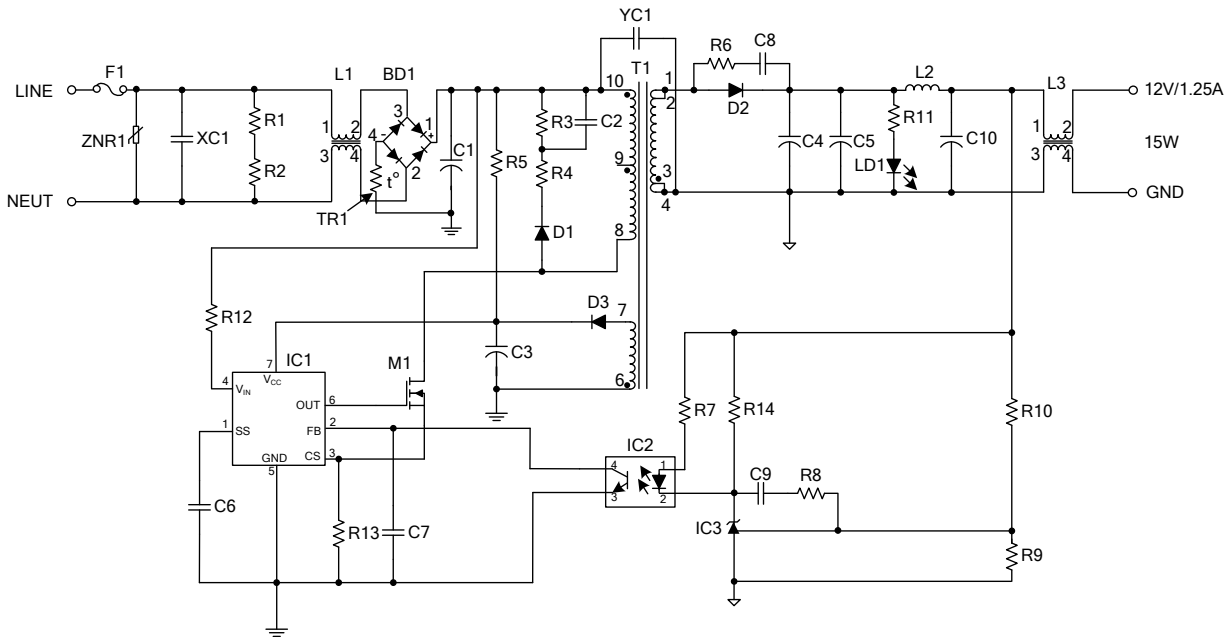 YC1
R6
C8
F1
L1
BD1
T1
10
1
L2
L3
LINE
2
D2
12V/1.25A
3
R1
R3
C2
R11
1
2
4
-
1
+
1
2
ZNR1
XC1
C1
C4
C5
C10
15W
3
4
R5
9
3
4
R2
2
t°
R4
3
LD1
NEUT
4
GND
TR1
8
D1
D3
7
R12
C3
7
IC1
M1
6
4
VIN
VCC
OUT
6
R7
R14
R10
1
SS
FB
2
IC2
GND
CS
3
4
1
C9
R8
5
3
2
C6
R13
C7
IC3
R9